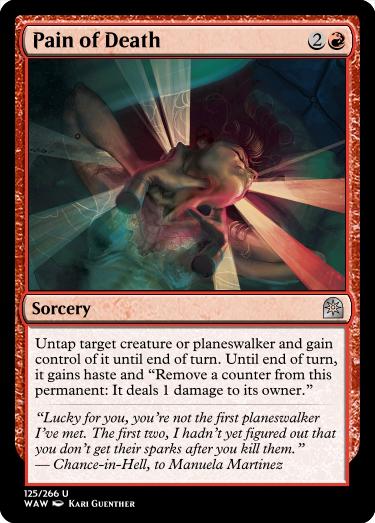 Pain of Death 2
Sorcery
Untap target creature or planeswalker and gain
control of it until end of turn. Until end of turn,
it gains haste and “Remove a counter from this
permanent: It deals 1 damage to its owner.”
“Lucky for you, you’re not the first planeswalker
I’ve met. The first two, I hadn’t yet figured out that
you don’t get their sparks after you kill them.”
— Chance-in-Hell, to Manuela Martinez
125/266 U
WAW Kari Guenther